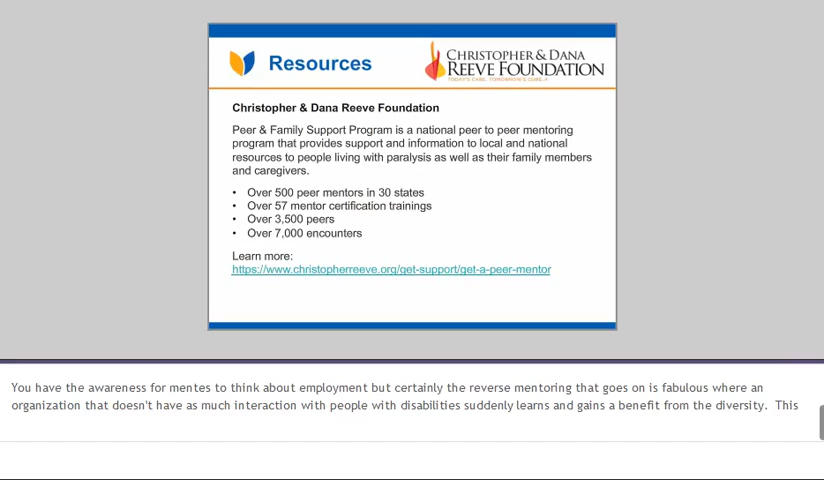 Resources
CHRISTOPHER & DANA
REEVE FOUNDATION
TODAY'S CARE. TOMORROW'S CURE.®
Christopher & Dana Reeve Foundation
Peer & Family Support Program is a national peer to peer mentoring
program that provides support and information to local and national
resources to people living with paralysis as well as their family members
and caregivers.
• Over 500 peer mentors in 30 states
• Over 57 mentor certification trainings
• Over 3,500 peers
• Over 7,000 encounters
Learn more:
https://www.christopherreeve.org/get-support/get-a-peer-mentor
You have the awareness for mentes to think about employment but certainly the reverse mentoring that goes on is fabulous where an
organization that doesn't have as much interaction with people with disabilities suddenly learns and gains a benefit from the diversity. This